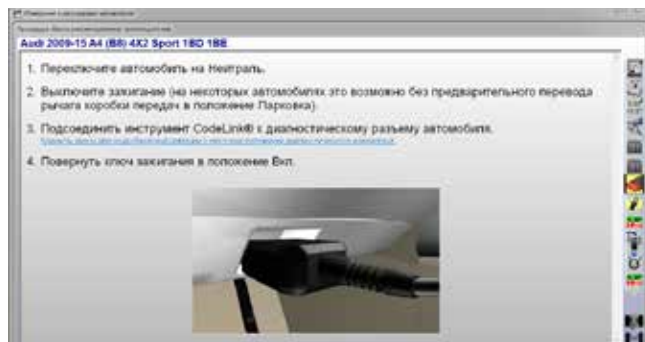 Audi 2009-15 A4 (B8) 4X2 Sport 1BD 1BE
1. Переключите автомобиль на Нейтраль.
2. Выключите зажигание (на некоторых автомобилях это возможно без предварительного перевода
рычага коробки передач в положение Парковка).
3. Подсоединить инструмент CodeLink® к диагностическому разъему автомобиля.
4. Повернуть ключ зажигания в положение Вкл.